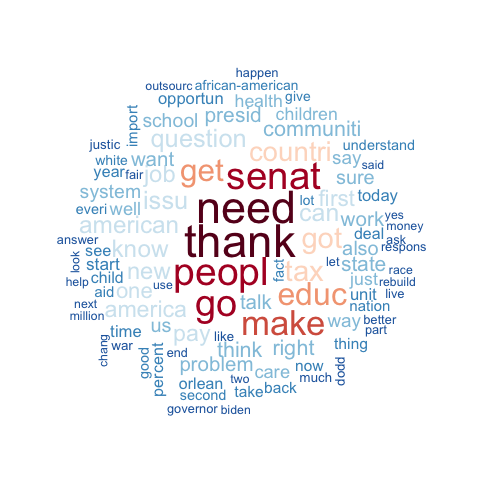 happen
outsourc african-american
opportun health give
import school presid children
question communiti
justic countri understand
white want get say said
year fair job senat sure
system issu lot first today
everi well need can work yes
american deal money
answer know thank got also ask
see fact state respons
look start new peopl tax let just race
help child use rebuild
aid one educ unit live
next america go talk nation
million us make way better
time pay like part
chang war think right thing
good end problem care now dodd
percent orlean two much back
second take
governor biden